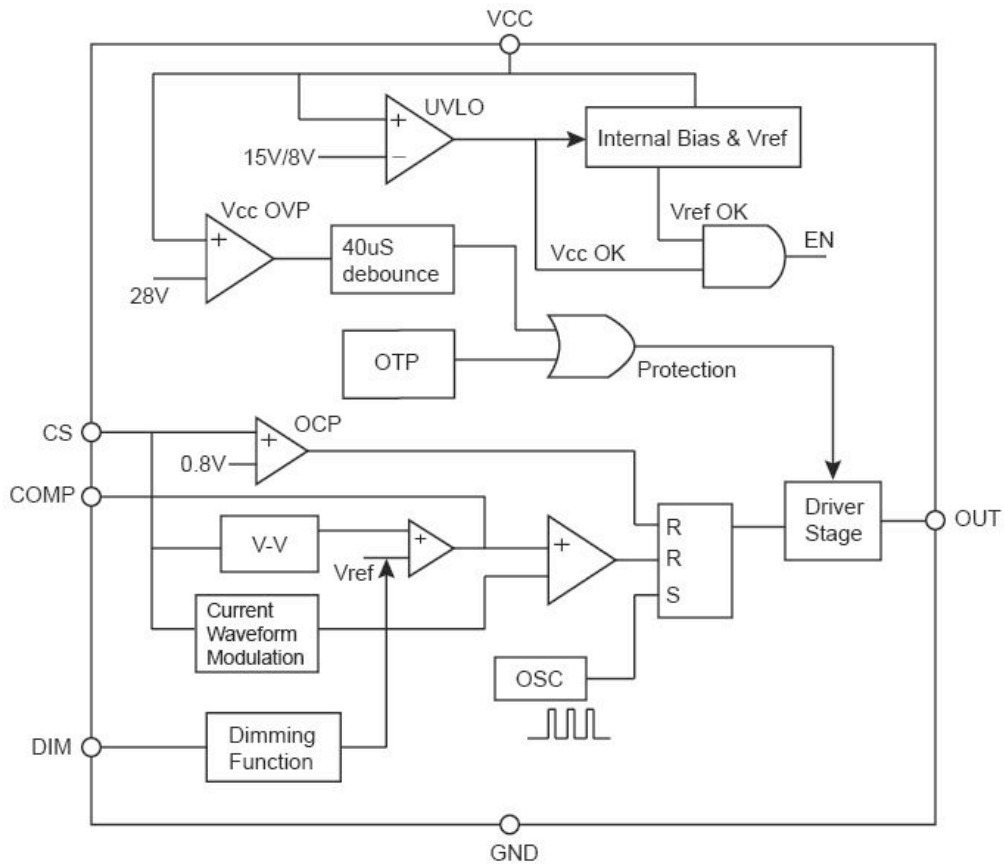 VCC
UVLO
+
−
15V/8V
Internal Bias & Vref
Vref OK
EN
Vcc OK
Vcc OVP
+
28V
40uS
debounce
OTP
Protection
CS
OCP
+
0.8V
COMP
V-V
+
Vref
+
R
R
S
Driver
Stage
OUT
Current
Waveform
Modulation
OSC
DIM
Dimming
Function
GND